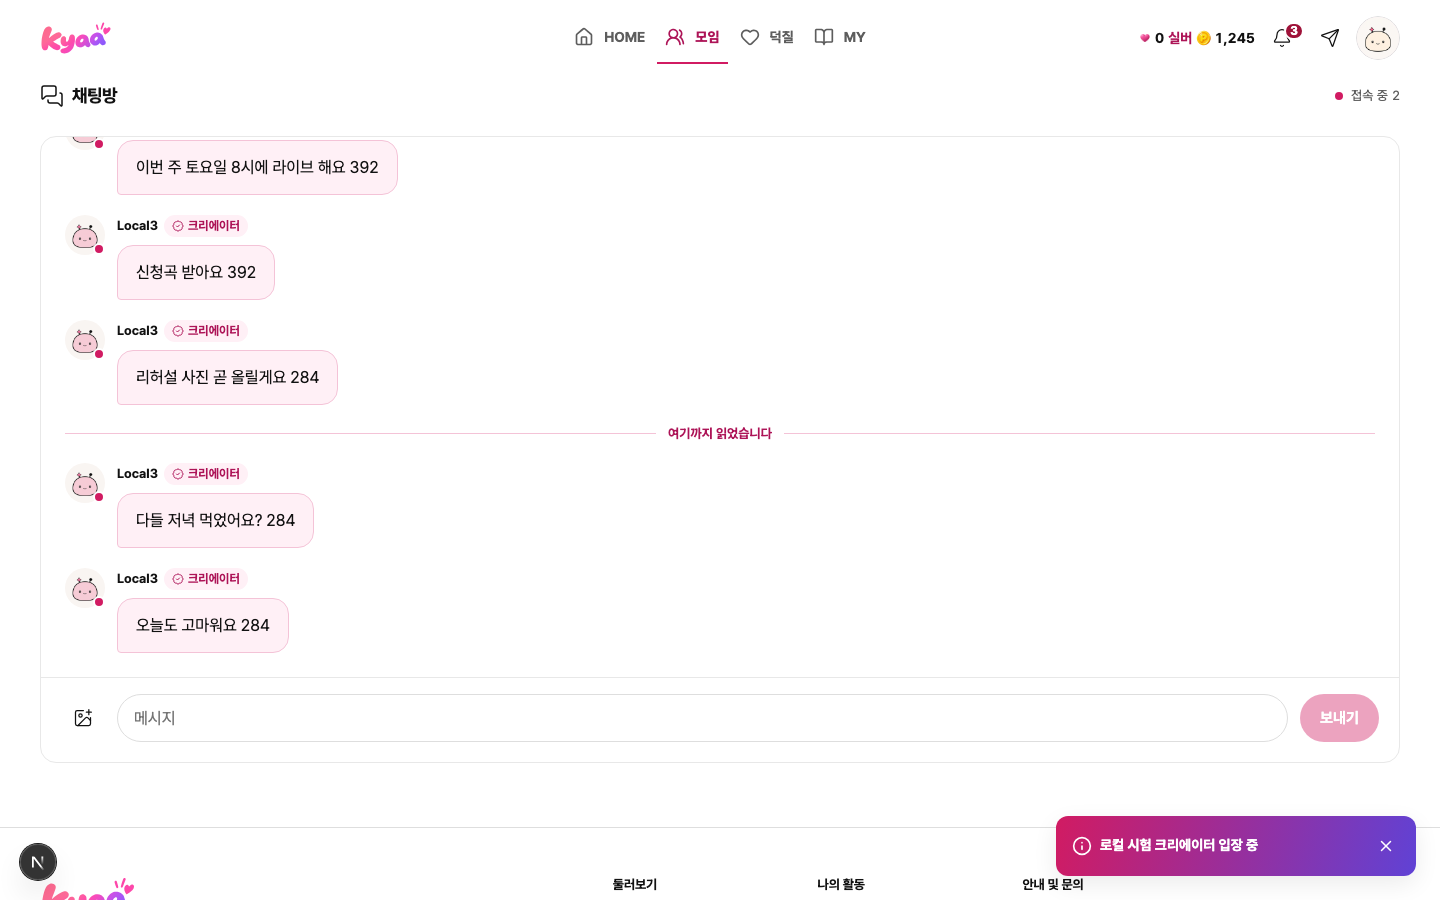 kyaa
HOME
모임
덕질
MY
0 실버 1,245
3
채팅방
접속 중 2
이번 주 토요일 8시에 라이브 해요 392
Local3 크리에이터
신청곡 받아요 392
Local3 크리에이터
리허설 사진 곧 올릴게요 284
여기까지 읽었습니다
Local3 크리에이터
다들 저녁 먹었어요? 284
Local3 크리에이터
오늘도 고마워요 284
메시지
보내기
로컬 시험 크리에이터 입장 중
N
kyaa
둘러보기
나의 활동
안내 및 문의